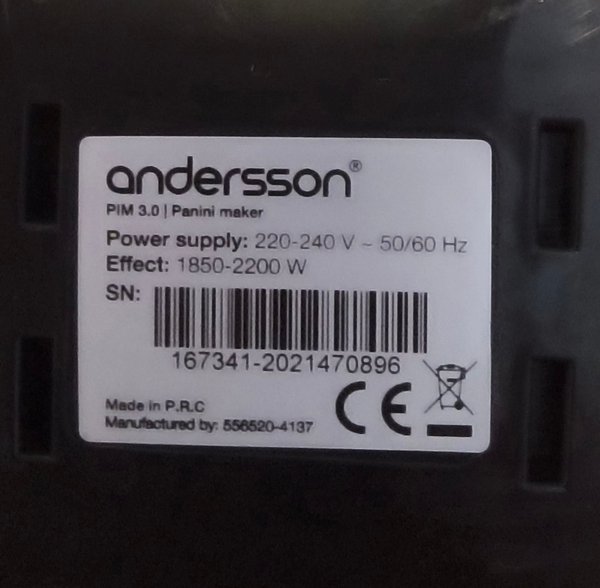 andersson®
PIM 3.0 | Panini maker
Power supply: 220-240 V ~ 50/60 Hz
Effect: 1850-2200 W
SN:
167341-2021470896
Made in P.R.C
Manufactured by: 556520-4137
CE